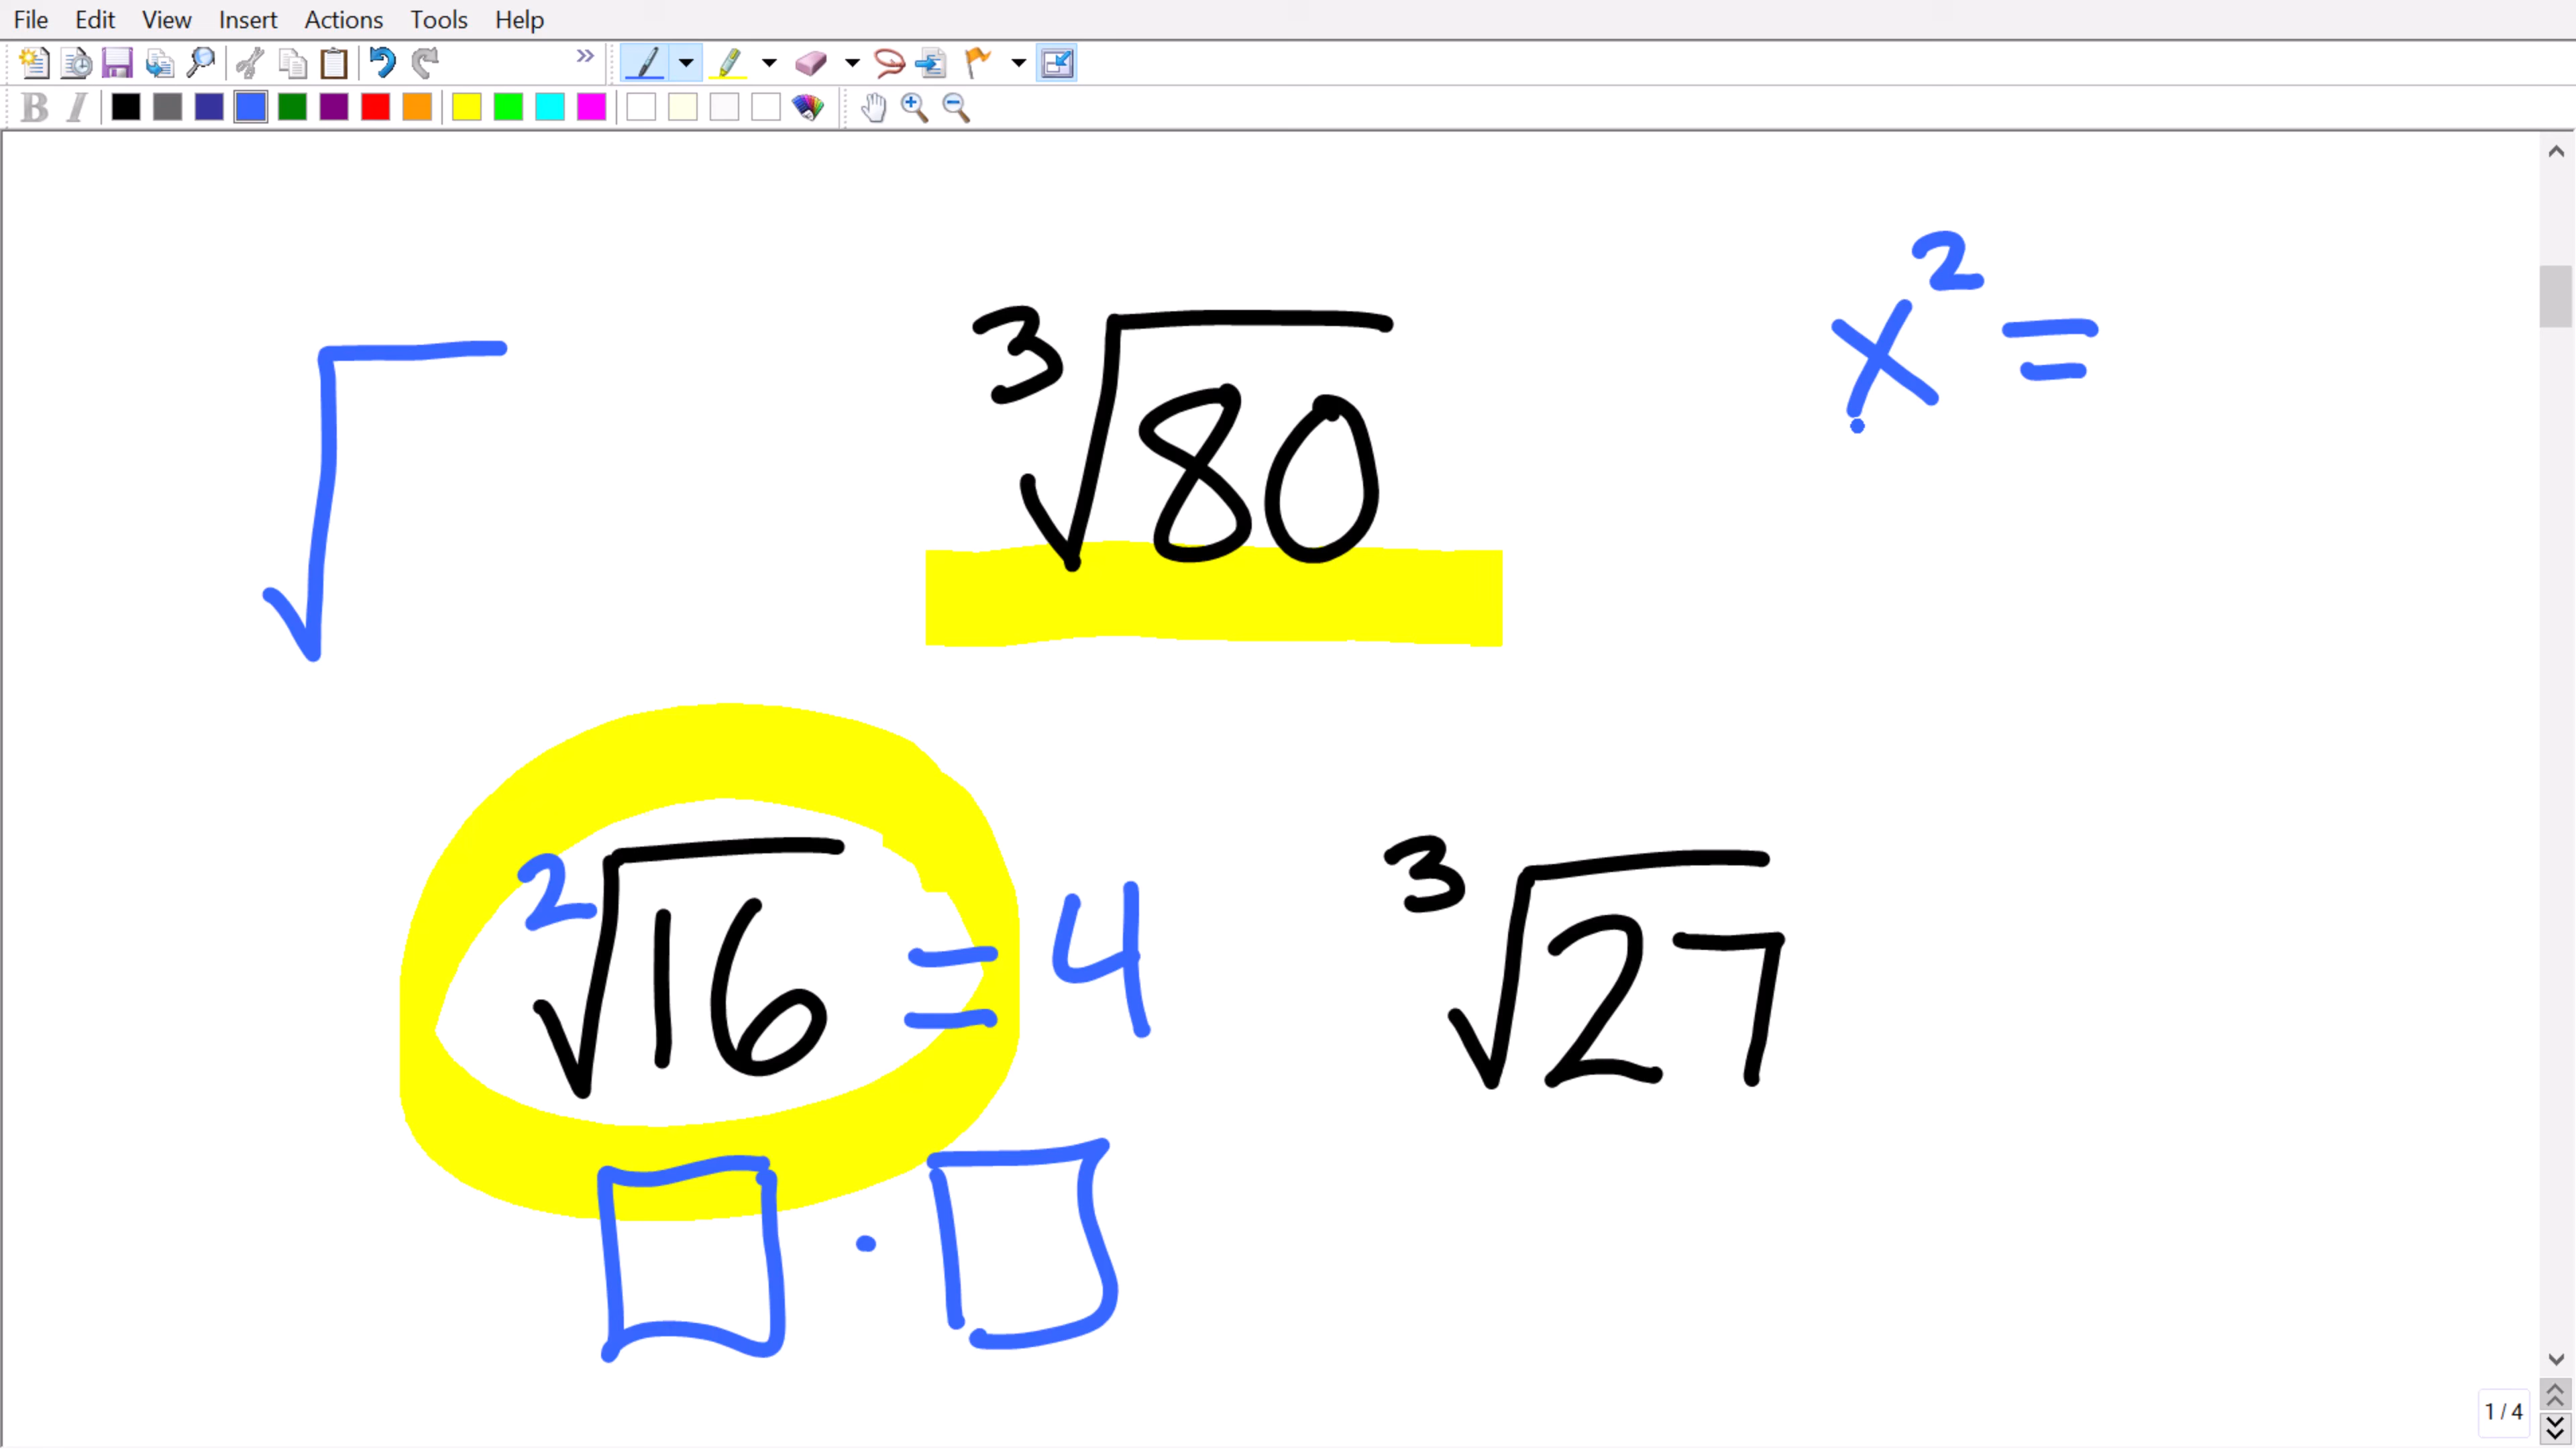 File Edit View Insert Actions Tools Help
B I
∛80
x² =
√
²√16 = 4
∛27
·
1 / 4